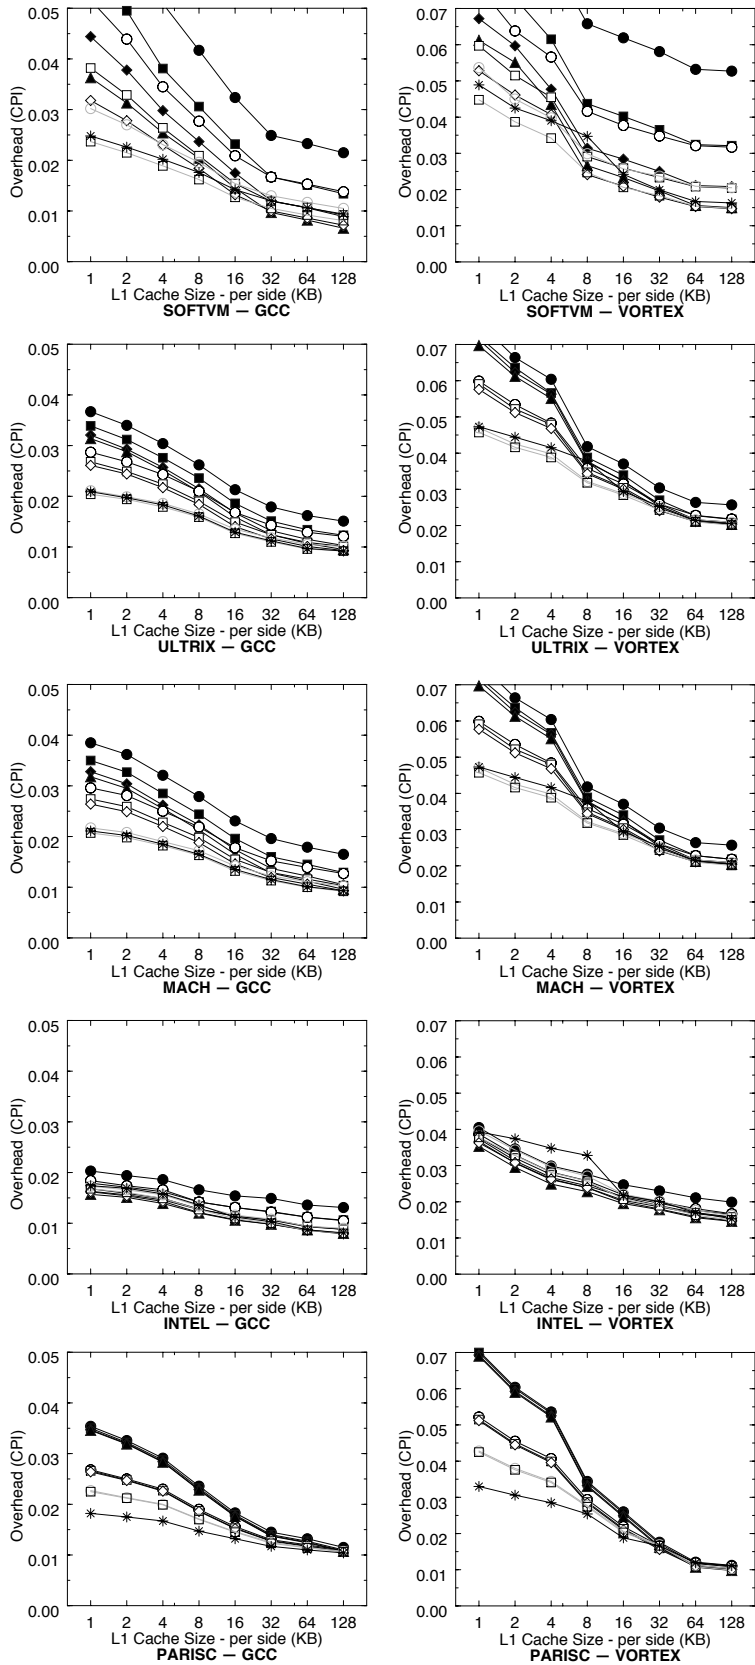 0.05
0.04
0.03
0.02
0.01
0.00
Overhead (CPI)
1 2 4 8 16 32 64 128
L1 Cache Size - per side (KB)
SOFTVM — GCC
0.07
0.06
0.05
0.04
0.03
0.02
0.01
0.00
Overhead (CPI)
1 2 4 8 16 32 64 128
L1 Cache Size - per side (KB)
SOFTVM — VORTEX
0.05
0.04
0.03
0.02
0.01
0.00
Overhead (CPI)
1 2 4 8 16 32 64 128
L1 Cache Size - per side (KB)
ULTRIX — GCC
0.07
0.06
0.05
0.04
0.03
0.02
0.01
0.00
Overhead (CPI)
1 2 4 8 16 32 64 128
L1 Cache Size - per side (KB)
ULTRIX — VORTEX
0.05
0.04
0.03
0.02
0.01
0.00
Overhead (CPI)
1 2 4 8 16 32 64 128
L1 Cache Size - per side (KB)
MACH — GCC
0.07
0.06
0.05
0.04
0.03
0.02
0.01
0.00
Overhead (CPI)
1 2 4 8 16 32 64 128
L1 Cache Size - per side (KB)
MACH — VORTEX
0.05
0.04
0.03
0.02
0.01
0.00
Overhead (CPI)
1 2 4 8 16 32 64 128
L1 Cache Size - per side (KB)
INTEL — GCC
0.07
0.06
0.05
0.04
0.03
0.02
0.01
0.00
Overhead (CPI)
1 2 4 8 16 32 64 128
L1 Cache Size - per side (KB)
INTEL — VORTEX
0.05
0.04
0.03
0.02
0.01
0.00
Overhead (CPI)
1 2 4 8 16 32 64 128
L1 Cache Size - per side (KB)
PARISC — GCC
0.07
0.06
0.05
0.04
0.03
0.02
0.01
0.00
Overhead (CPI)
1 2 4 8 16 32 64 128
L1 Cache Size - per side (KB)
PARISC — VORTEX